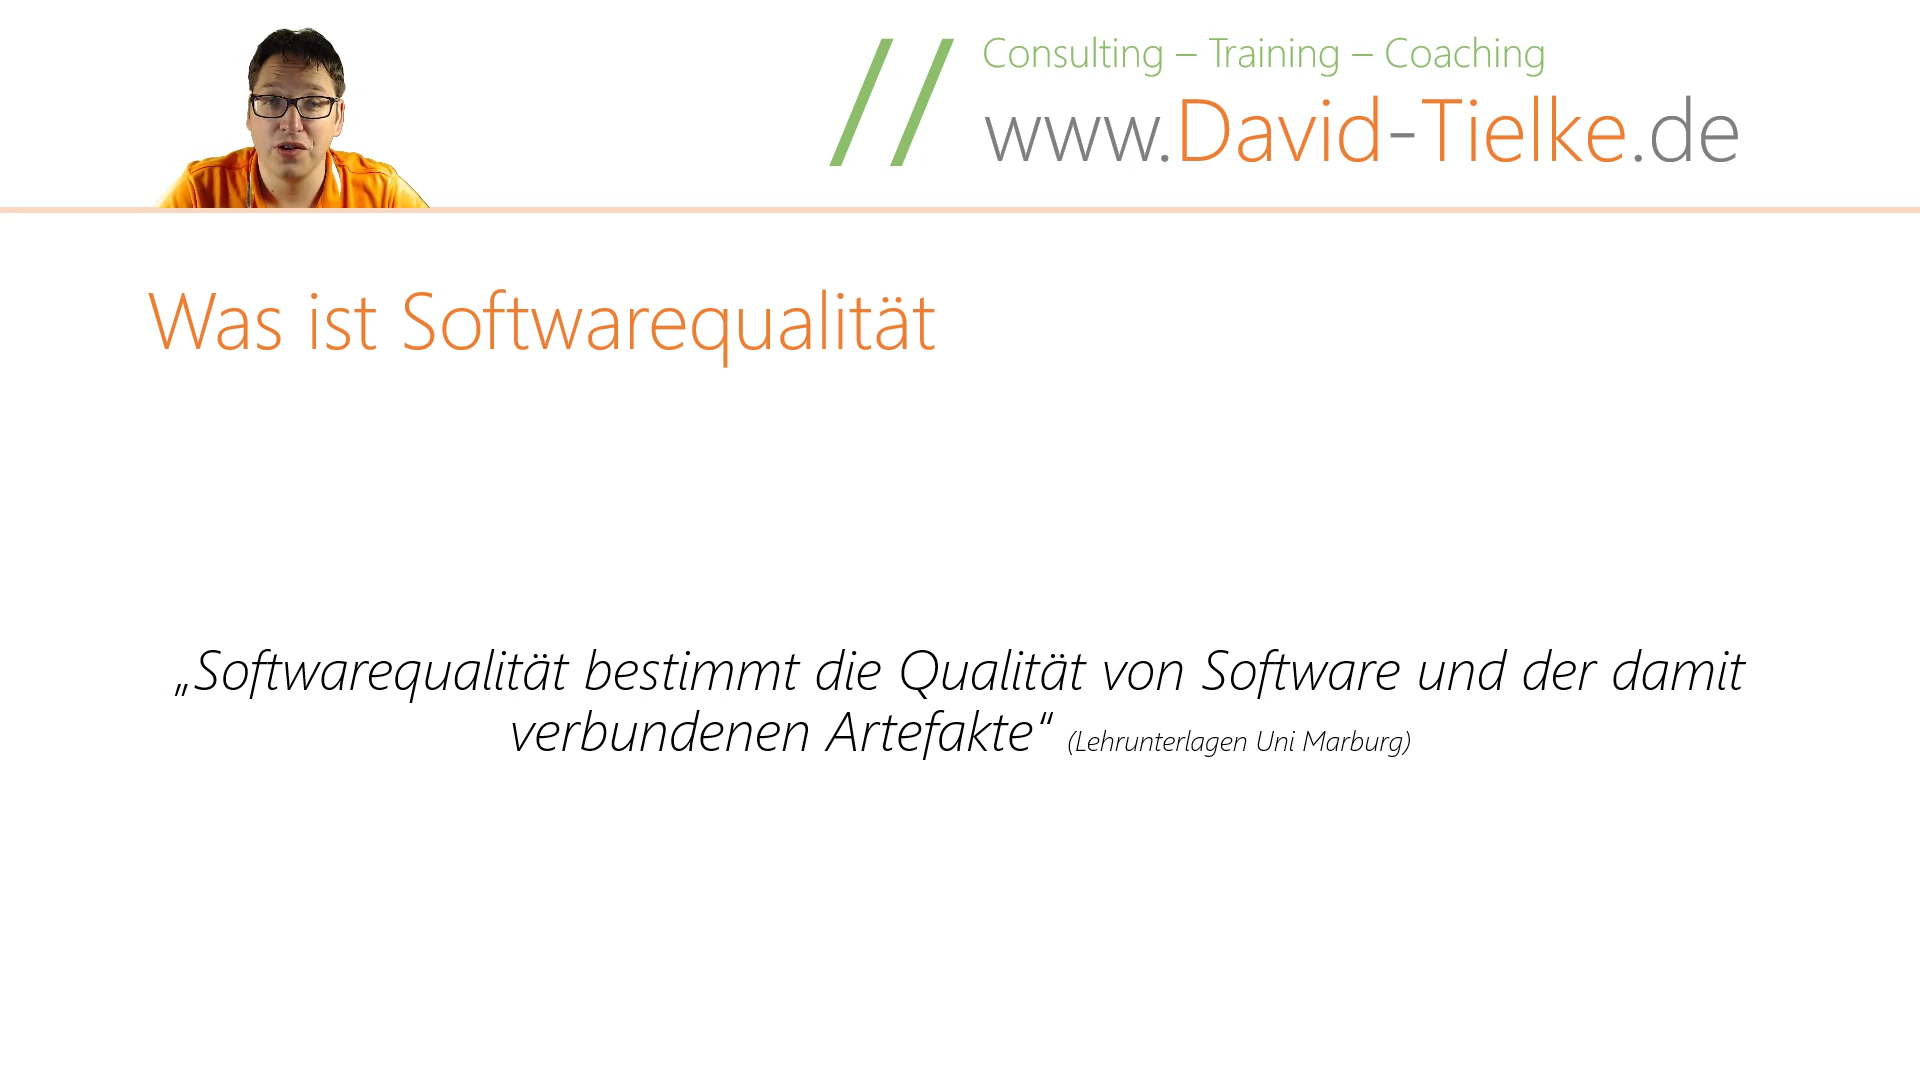 // Consulting – Training – Coaching
www.David-Tielke.de
Was ist Softwarequalität
„Softwarequalität bestimmt die Qualität von Software und der damit
verbundenen Artefakte“ (Lehrunterlagen Uni Marburg)